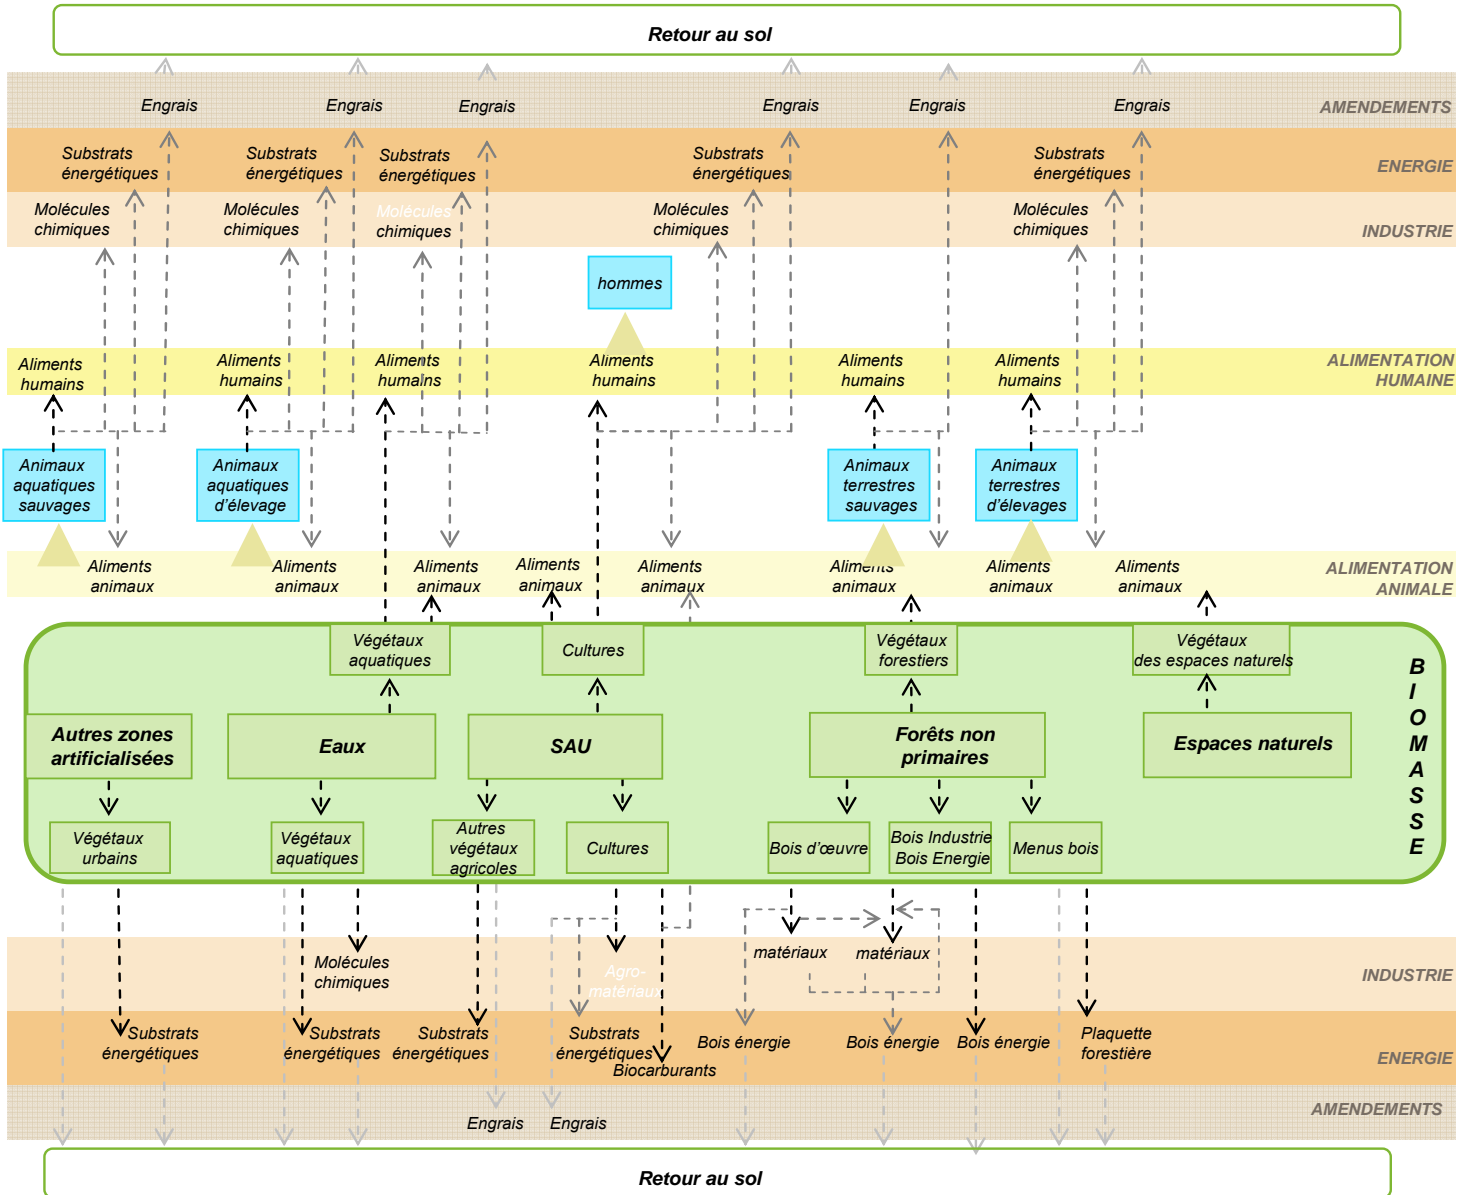 Retour au sol
Engrais
Engrais
Engrais
Engrais
Engrais
Engrais
AMENDEMENTS
Substrats
énergétiques
Substrats
énergétiques
Substrats
énergétiques
Substrats
énergétiques
Substrats
énergétiques
ENERGIE
Molécules
chimiques
Molécules
chimiques
Molécules
chimiques
Molécules
chimiques
Molécules
chimiques
INDUSTRIE
hommes
Aliments
humains
Aliments
humains
Aliments
humains
Aliments
humains
Aliments
humains
Aliments
humains
ALIMENTATION
HUMAINE
Animaux
aquatiques
sauvages
Animaux
aquatiques
d'élevage
Animaux
terrestres
sauvages
Animaux
terrestres
d'élevages
Aliments
animaux
Aliments
animaux
Aliments
animaux
Aliments
animaux
Aliments
animaux
Aliments
animaux
Aliments
animaux
Aliments
animaux
ALIMENTATION
ANIMALE
Végétaux
aquatiques
Cultures
Végétaux
forestiers
Végétaux
des espaces naturels
BIOMASSE
Autres zones
artificialisées
Eaux
SAU
Forêts non
primaires
Espaces naturels
Végétaux
urbains
Végétaux
aquatiques
Autres
végétaux
agricoles
Cultures
Bois d'œuvre
Bois Industrie
Bois Energie
Menus bois
Molécules
chimiques
Agro-
matériaux
matériaux
matériaux
INDUSTRIE
Substrats
énergétiques
Substrats
énergétiques
Substrats
énergétiques
Substrats
énergétiques
Biocarburants
Bois énergie
Bois énergie
Bois énergie
Plaquette
forestière
ENERGIE
Engrais
Engrais
AMENDEMENTS
Retour au sol